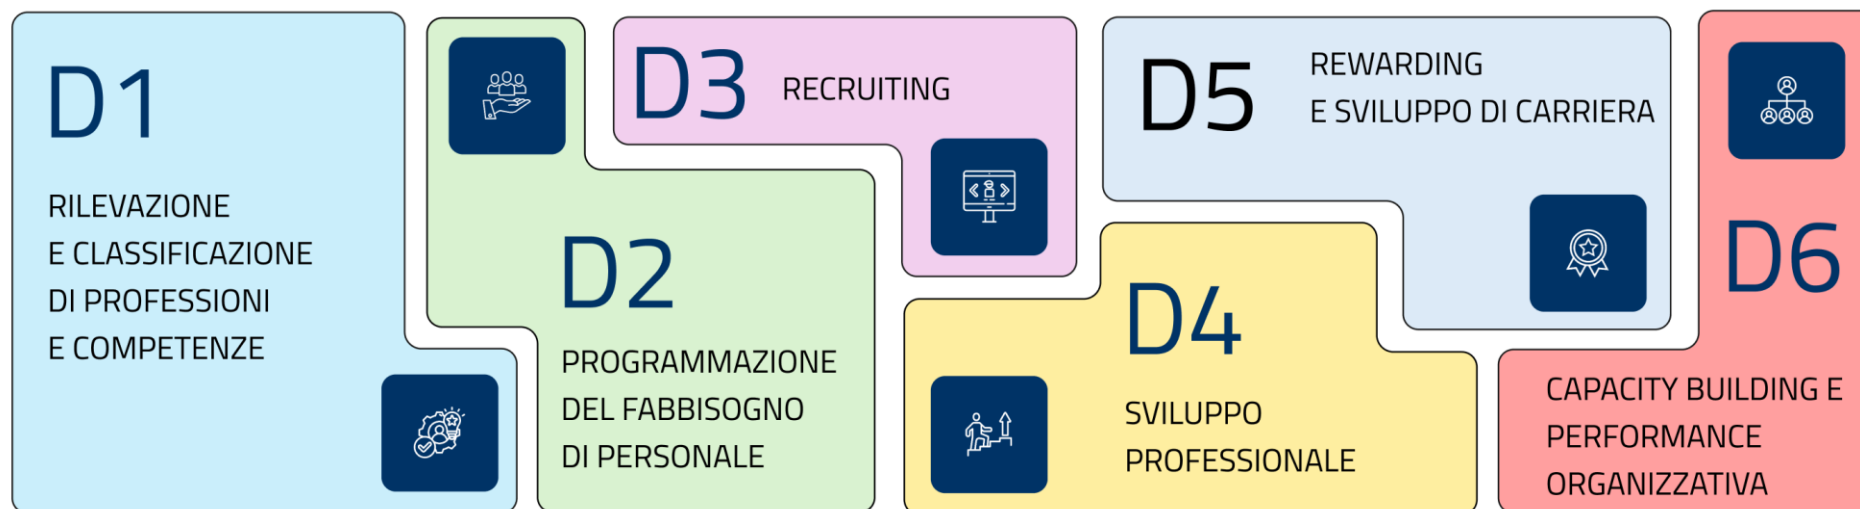 D1
RILEVAZIONE
E CLASSIFICAZIONE
DI PROFESSIONI
E COMPETENZE
D2
PROGRAMMAZIONE
DEL FABBISOGNO
DI PERSONALE
D3
RECRUITING
D4
SVILUPPO
PROFESSIONALE
D5
REWARDING
E SVILUPPO DI CARRIERA
D6
CAPACITY BUILDING E
PERFORMANCE
ORGANIZZATIVA